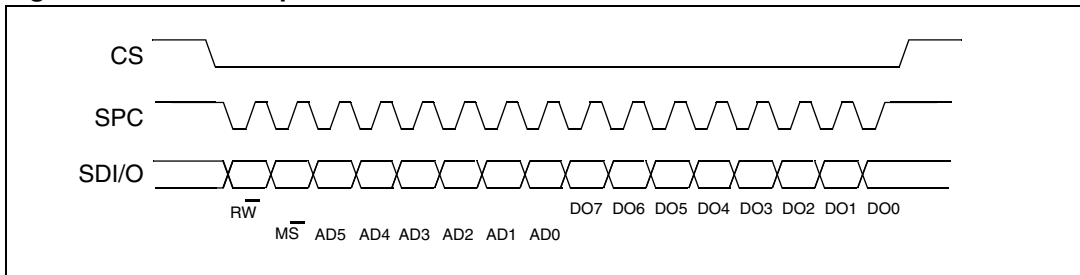 CS
SPC
SDI/O
RW̅ DO7 DO6 DO5 DO4 DO3 DO2 DO1 DO0
MS̅ AD5 AD4 AD3 AD2 AD1 AD0